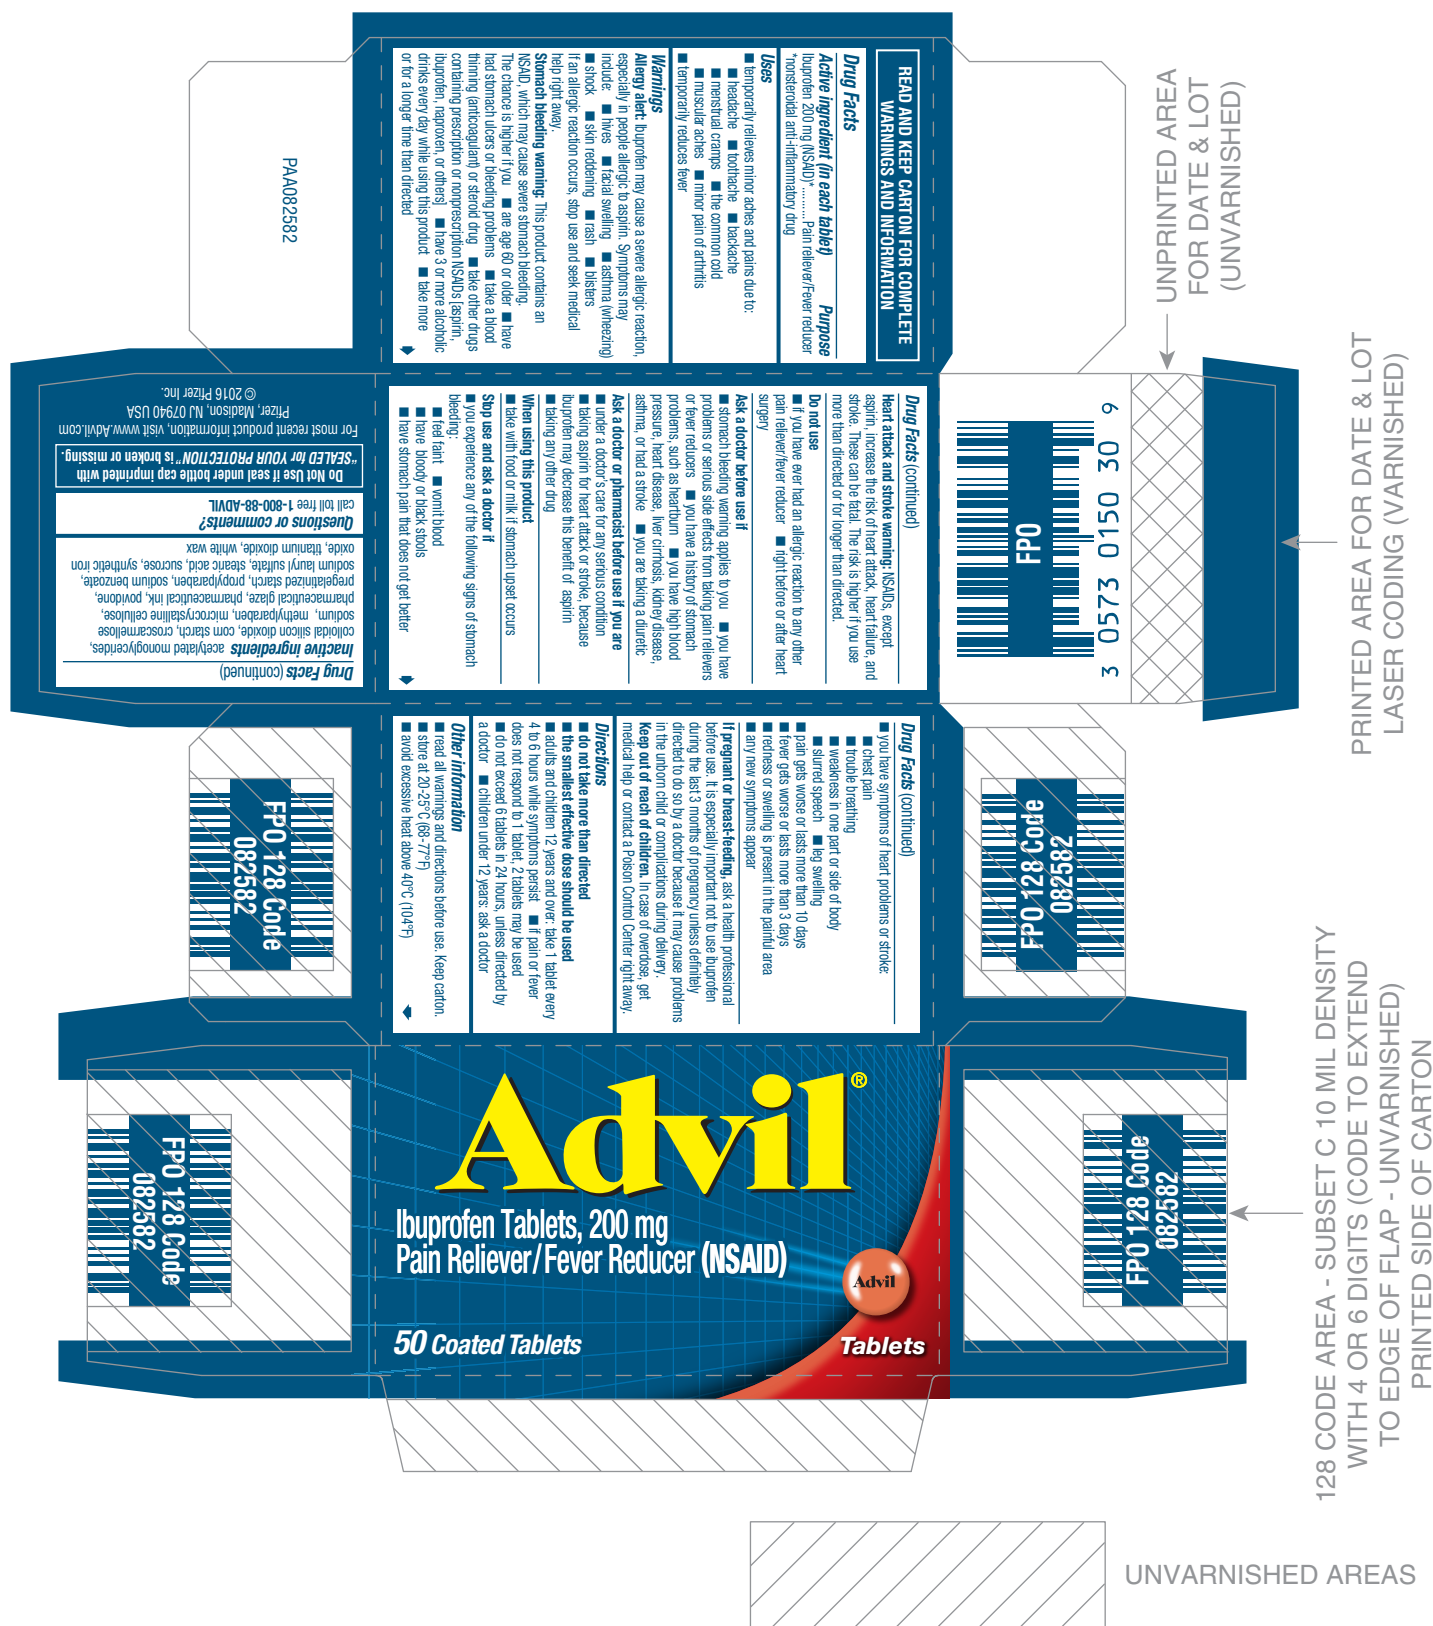 READ AND KEEP CARTON FOR COMPLETE
WARNINGS AND INFORMATION
Drug Facts
Active ingredient (in each tablet) Purpose
Ibuprofen 200 mg (NSAID)* .......... Pain reliever/Fever reducer
*nonsteroidal anti-inflammatory drug
Uses
■ temporarily relieves minor aches and pains due to:
■ headache ■ toothache ■ backache
■ menstrual cramps ■ the common cold
■ muscular aches ■ minor pain of arthritis
■ temporarily reduces fever
Warnings
Allergy alert: Ibuprofen may cause a severe allergic reaction,
especially in people allergic to aspirin. Symptoms may
include: ■ hives ■ facial swelling ■ asthma (wheezing)
■ shock ■ skin reddening ■ rash ■ blisters
If an allergic reaction occurs, stop use and seek medical
help right away.
Stomach bleeding warning: This product contains an
NSAID, which may cause severe stomach bleeding.
The chance is higher if you ■ are age 60 or older ■ have
had stomach ulcers or bleeding problems ■ take a blood
thinning (anticoagulant) or steroid drug ■ take other drugs
containing prescription or nonprescription NSAIDs [aspirin,
ibuprofen, naproxen, or others] ■ have 3 or more alcoholic
drinks every day while using this product ■ take more
or for a longer time than directed
PAA082582
Drug Facts (continued)
Heart attack and stroke warning: NSAIDs, except
aspirin, increase the risk of heart attack, heart failure, and
stroke. These can be fatal. The risk is higher if you use
more than directed or for longer than directed.
Do not use
■ if you have ever had an allergic reaction to any other
pain reliever/fever reducer ■ right before or after heart
surgery
Ask a doctor before use if
■ stomach bleeding warning applies to you ■ you have
problems or serious side effects from taking pain relievers
or fever reducers ■ you have a history of stomach
problems, such as heartburn ■ you have high blood
pressure, heart disease, liver cirrhosis, kidney disease,
asthma, or had a stroke ■ you are taking a diuretic
Ask a doctor or pharmacist before use if you are
■ under a doctor's care for any serious condition
■ taking aspirin for heart attack or stroke, because
ibuprofen may decrease this benefit of aspirin
■ taking any other drug
When using this product
■ take with food or milk if stomach upset occurs
Stop use and ask a doctor if
■ you experience any of the following signs of stomach
bleeding:
■ feel faint ■ vomit blood
■ have bloody or black stools
■ have stomach pain that does not get better
Drug Facts (continued)
■ you have symptoms of heart problems or stroke:
■ chest pain
■ trouble breathing
■ weakness in one part or side of body
■ slurred speech ■ leg swelling
■ pain gets worse or lasts more than 10 days
■ fever gets worse or lasts more than 3 days
■ redness or swelling is present in the painful area
■ any new symptoms appear
If pregnant or breast-feeding, ask a health professional
before use. It is especially important not to use ibuprofen
during the last 3 months of pregnancy unless definitely
directed to do so by a doctor because it may cause problems
in the unborn child or complications during delivery.
Keep out of reach of children. In case of overdose, get
medical help or contact a Poison Control Center right away.
Directions
■ do not take more than directed
■ the smallest effective dose should be used
■ adults and children 12 years and over: take 1 tablet every
4 to 6 hours while symptoms persist ■ if pain or fever
does not respond to 1 tablet, 2 tablets may be used
■ do not exceed 6 tablets in 24 hours, unless directed by
a doctor ■ children under 12 years: ask a doctor
Other information
■ read all warnings and directions before use. Keep carton.
■ store at 20-25°C (68-77°F)
■ avoid excessive heat above 40°C (104°F)
Drug Facts (continued)
Inactive ingredients acetylated monoglycerides,
colloidal silicon dioxide, corn starch, croscarmellose
sodium, methylparaben, microcrystalline cellulose,
pharmaceutical glaze, pharmaceutical ink, povidone,
pregelatinized starch, propylparaben, sodium benzoate,
sodium lauryl sulfate, stearic acid, sucrose, synthetic iron
oxide, titanium dioxide, white wax
Questions or comments?
call toll free 1-800-88-ADVIL
Do Not Use if seal under bottle cap imprinted with
"SEALED for YOUR PROTECTION" is broken or missing.
For most recent product information, visit www.Advil.com
Pfizer, Madison, NJ 07940 USA
© 2016 Pfizer Inc.
FPO
3 0573 0150 30 9
FPO 128 Code
082582
FPO 128 Code
082582
FPO 128 Code
082582
FPO 128 Code
082582
Advil®
Ibuprofen Tablets, 200 mg
Pain Reliever/Fever Reducer (NSAID)
50 Coated Tablets
Advil
Tablets
UNPRINTED AREA
FOR DATE & LOT
(UNVARNISHED)
PRINTED AREA FOR DATE & LOT
LASER CODING (VARNISHED)
128 CODE AREA - SUBSET C 10 MIL DENSITY
WITH 4 OR 6 DIGITS (CODE TO EXTEND
TO EDGE OF FLAP - UNVARNISHED)
PRINTED SIDE OF CARTON
UNVARNISHED AREAS